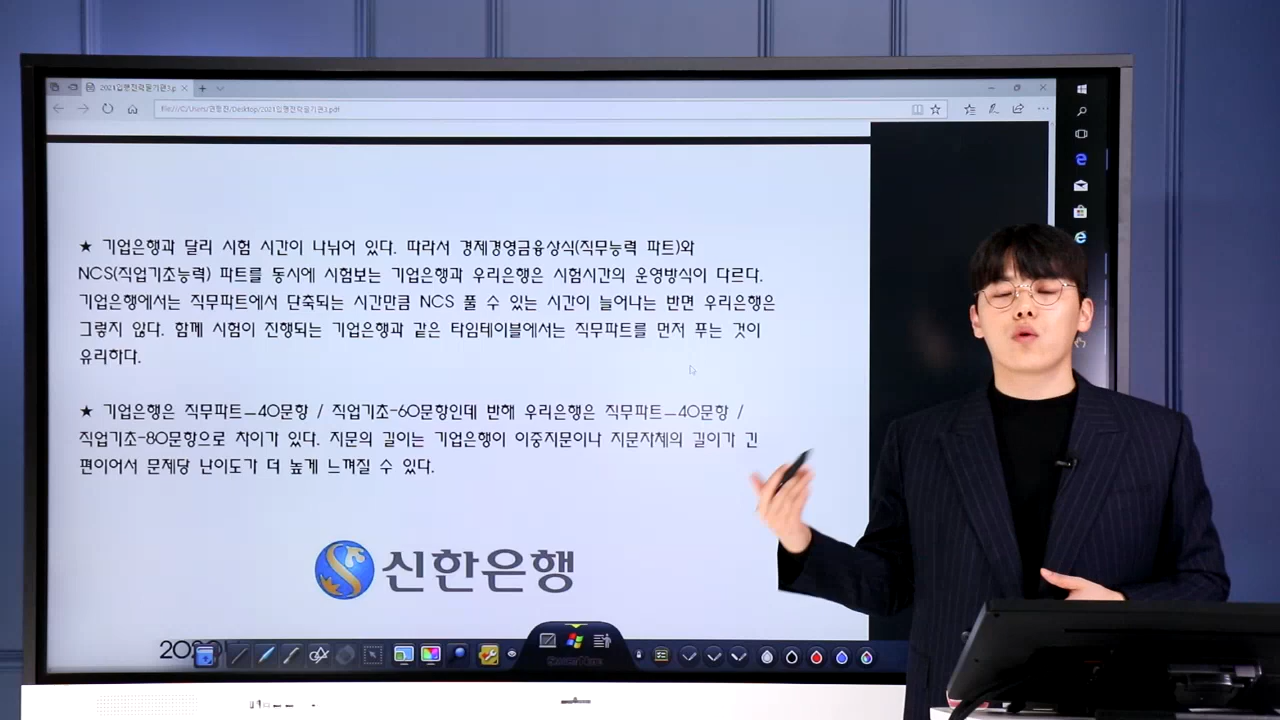 ★ 기업은행과 달리 시험 시간이 나뉘어 있다. 따라서 경제경영금융상식(직무능력 파트)와
NCS(직업기초능력) 파트를 동시에 시험보는 기업은행과 우리은행은 시험시간의 운영방식이 다르다.
기업은행에서는 직무파트에서 단축되는 시간만큼 NCS 풀 수 있는 시간이 늘어나는 반면 우리은행은
그렇지 않다. 함께 시험이 진행되는 기업은행과 같은 타임테이블에서는 직무파트를 먼저 푸는 것이
유리하다.
★ 기업은행은 직무파트-40문항 / 직업기초-60문항인데 반해 우리은행은 직무파트-40문항 /
직업기초-80문항으로 차이가 있다. 지문의 길이는 기업은행이 이중지문이나 지문자체의 길이가 긴
편이어서 문제당 난이도가 더 높게 느껴질 수 있다.
신한은행